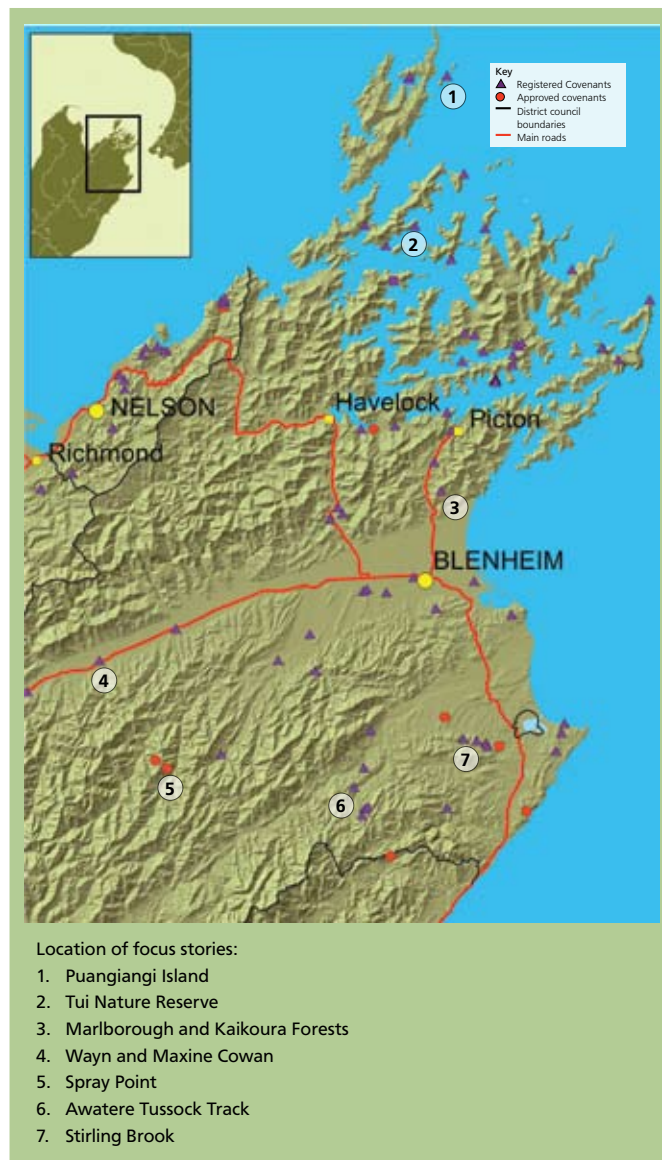 Key
Registered Covenants
Approved covenants
District council
boundaries
Main roads
1
2
NELSON
Havelock
Picton
Richmond
3
BLENHEIM
4
7
5
6
Location of focus stories:
1. Puangiangi Island
2. Tui Nature Reserve
3. Marlborough and Kaikoura Forests
4. Wayn and Maxine Cowan
5. Spray Point
6. Awatere Tussock Track
7. Stirling Brook